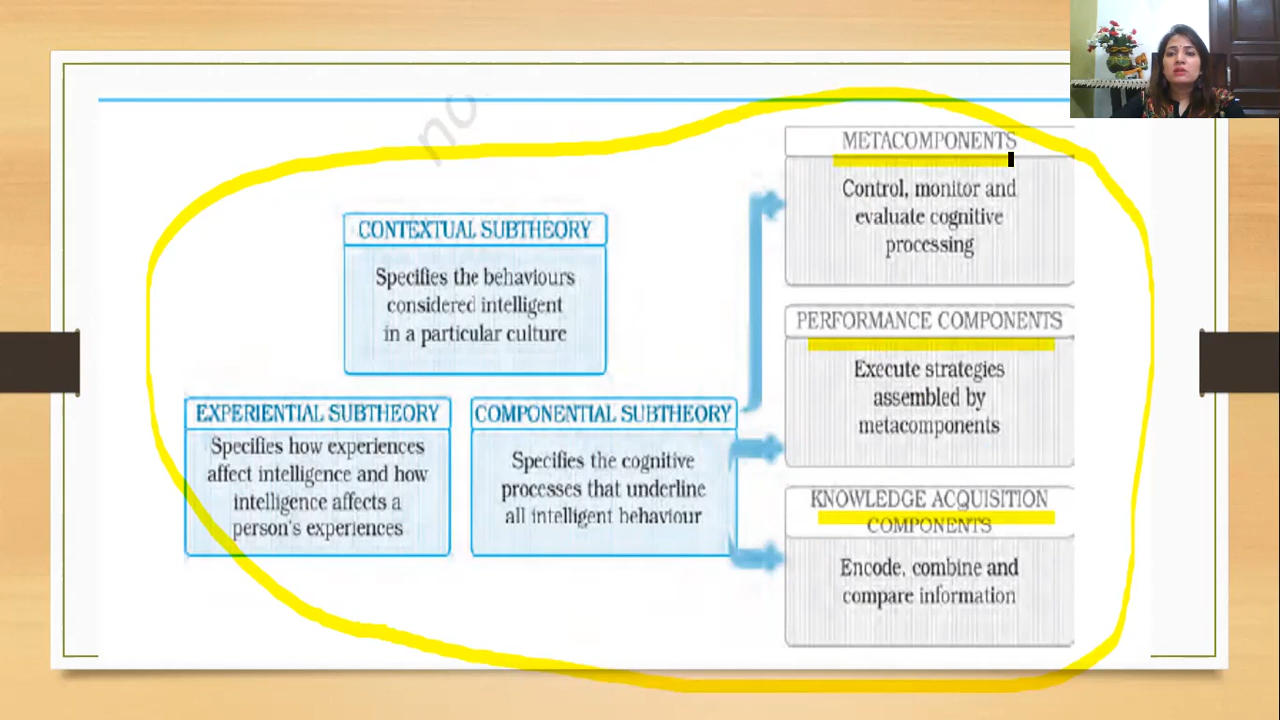 no
CONTEXTUAL SUBTHEORY
Specifies the behaviours
considered intelligent
in a particular culture
EXPERIENTIAL SUBTHEORY
Specifies how experiences
affect intelligence and how
intelligence affects a
person's experiences
COMPONENTIAL SUBTHEORY
Specifies the cognitive
processes that underline
all intelligent behaviour
METACOMPONENTS
Control, monitor and
evaluate cognitive
processing
PERFORMANCE COMPONENTS
Execute strategies
assembled by
metacomponents
KNOWLEDGE ACQUISITION
COMPONENTS
Encode, combine and
compare information